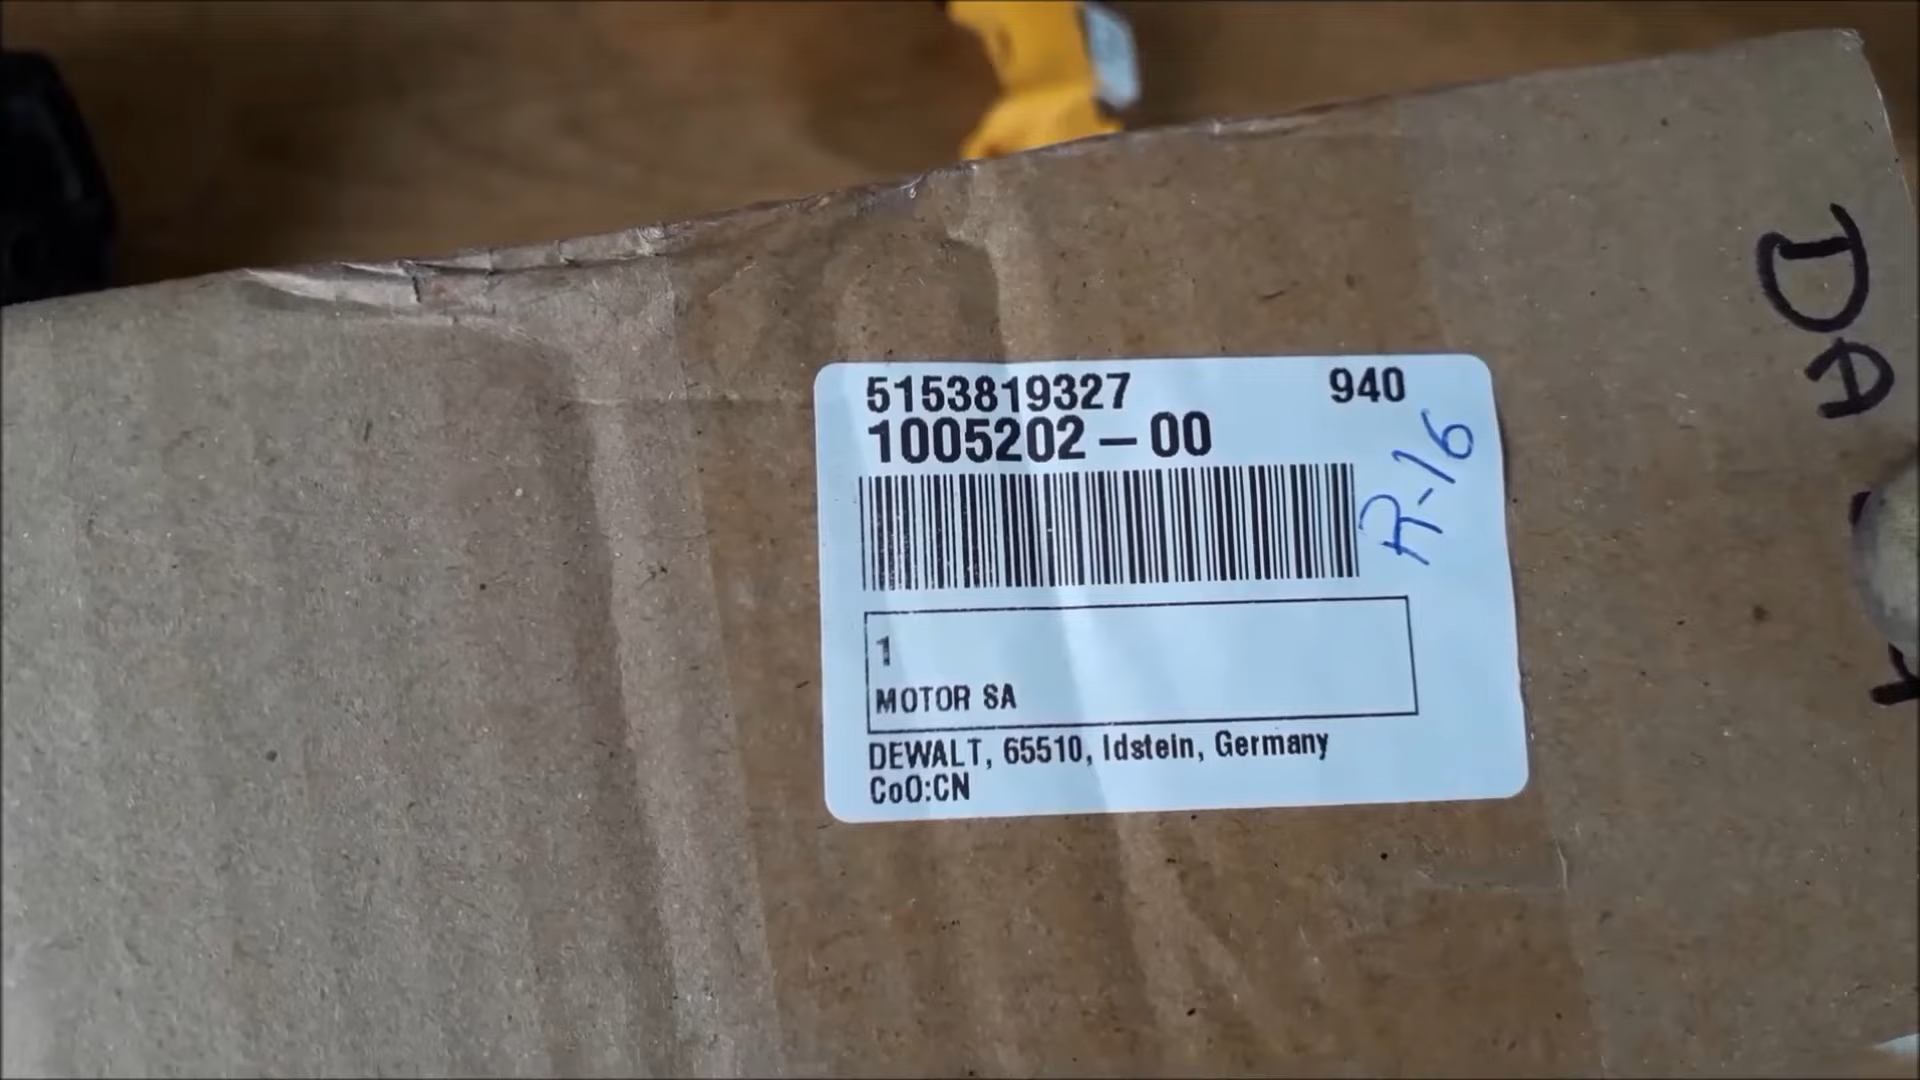 5153819327 940
1005202-00
R-16
1
MOTOR SA
DEWALT, 65510, Idstein, Germany
CoO:CN
DA